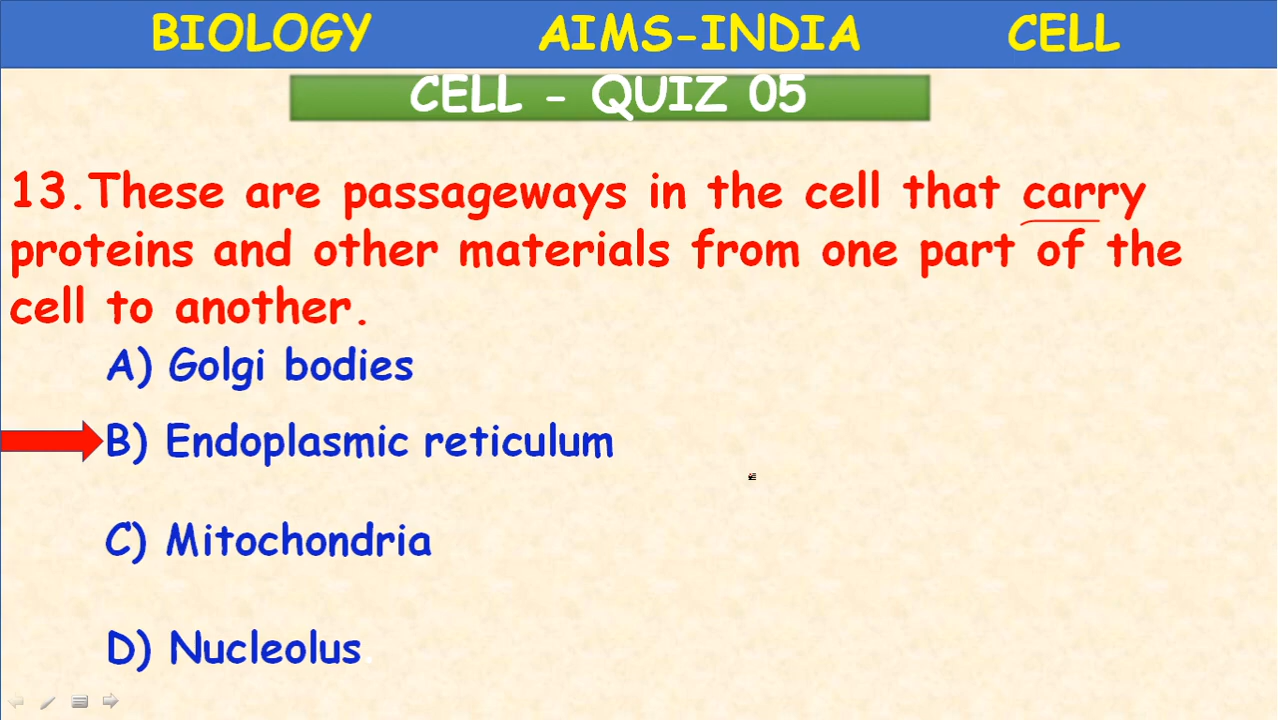 BIOLOGY AIMS-INDIA CELL
CELL - QUIZ 05
13.These are passageways in the cell that carry
proteins and other materials from one part of the
cell to another.
A) Golgi bodies
B) Endoplasmic reticulum
C) Mitochondria
D) Nucleolus.